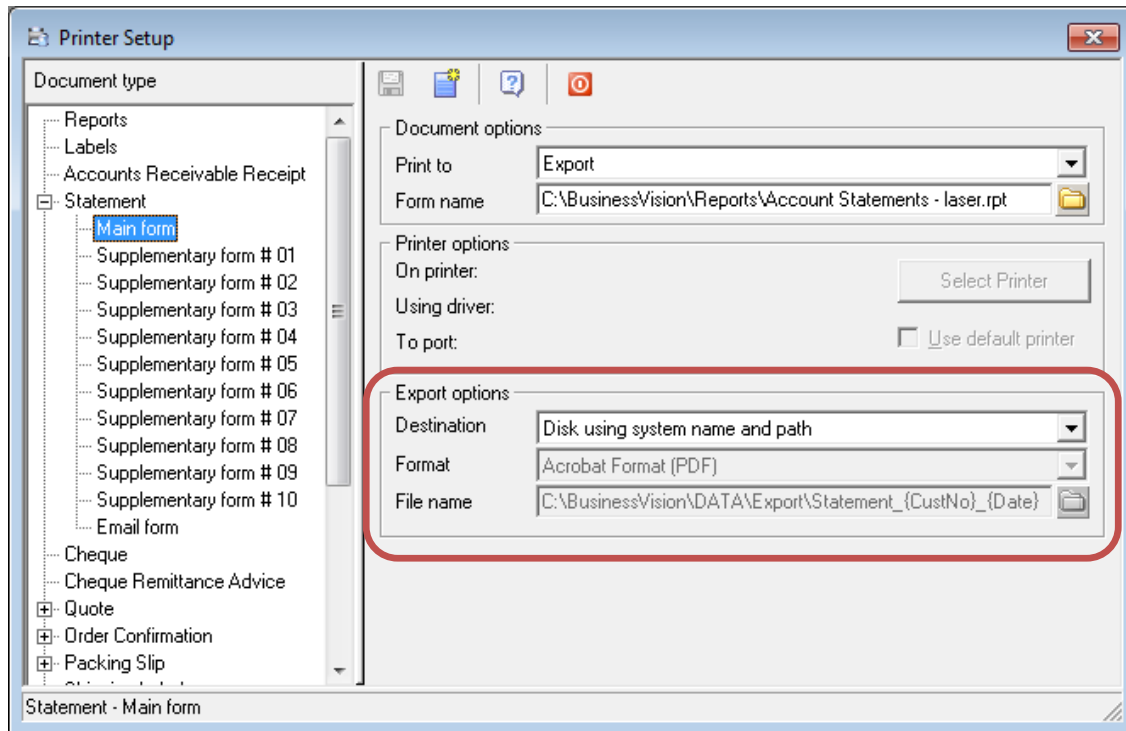 Printer Setup
Document type
Reports
Labels
Accounts Receivable Receipt
Statement
Main form
Supplementary form # 01
Supplementary form # 02
Supplementary form # 03
Supplementary form # 04
Supplementary form # 05
Supplementary form # 06
Supplementary form # 07
Supplementary form # 08
Supplementary form # 09
Supplementary form # 10
Email form
Cheque
Cheque Remittance Advice
Quote
Order Confirmation
Packing Slip
Document options
Print to Export
Form name C:\BusinessVision\Reports\Account Statements - laser.rpt
Printer options
On printer: Select Printer
Using driver:
To port: Use default printer
Export options
Destination Disk using system name and path
Format Acrobat Format (PDF)
File name C:\BusinessVision\DATA\Export\Statement_{CustNo}_{Date}
Statement - Main form